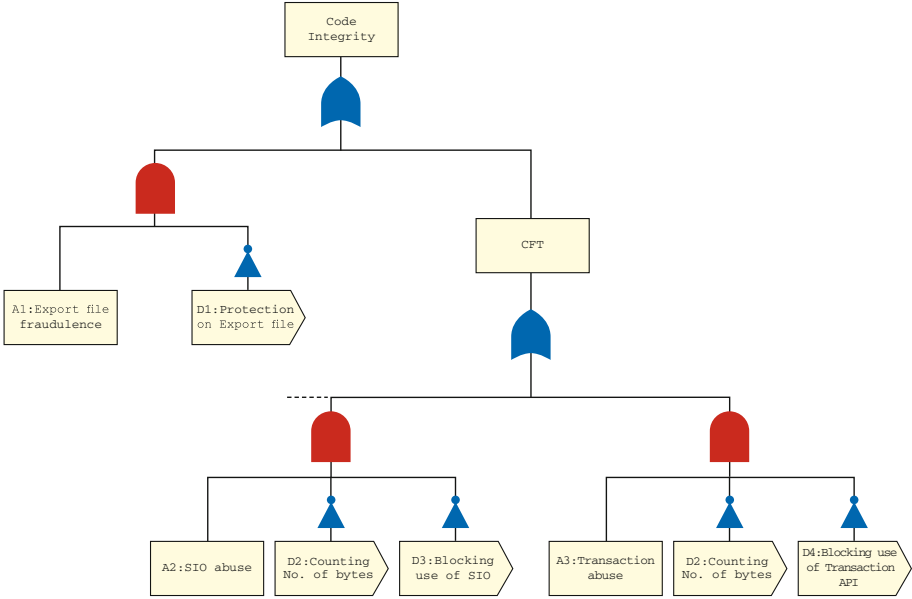 Code
Integrity
CFT
A1:Export file
fraudulence
D1:Protection
on Export file
A2:SIO abuse
D2:Counting
No. of bytes
D3:Blocking
use of SIO
A3:Transaction
abuse
D2:Counting
No. of bytes
D4:Blocking use
of Transaction
API